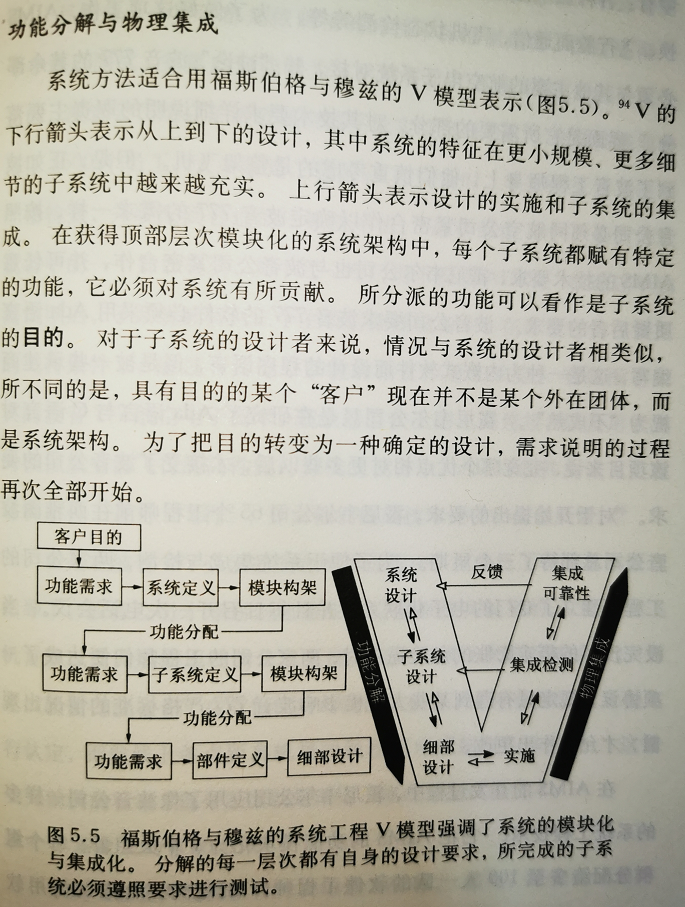 功能分解与物理集成
系统方法适合用福斯伯格与穆兹的 V 模型表示(图5.5)。94 V 的
下行箭头表示从上到下的设计，其中系统的特征在更小规模、更多细
节的子系统中越来越充实。 上行箭头表示设计的实施和子系统的集
成。 在获得顶部层次模块化的系统架构中，每个子系统都赋有特定
的功能，它必须对系统有所贡献。 所分派的功能可以看作是子系统
的目的。 对于子系统的设计者来说，情况与系统的设计者相类似，
所不同的是，具有目的的某个“客户”现在并不是某个外在团体，而
是系统架构。 为了把目的转变为一种确定的设计，需求说明的过程
再次全部开始。
客户目的
功能需求 系统定义 模块构架
功能分配
功能需求 子系统定义 模块构架
功能分配
功能需求 部件定义 细部设计
系统
设计
反馈
集成
可靠性
功能分解
子系统
设计
集成检测
物理集成
细部
设计
实施
图 5.5 福斯伯格与穆兹的系统工程 V 模型强调了系统的模块化
与集成化。 分解的每一层次都有自身的设计要求，所完成的子系
统必须遵照要求进行测试。